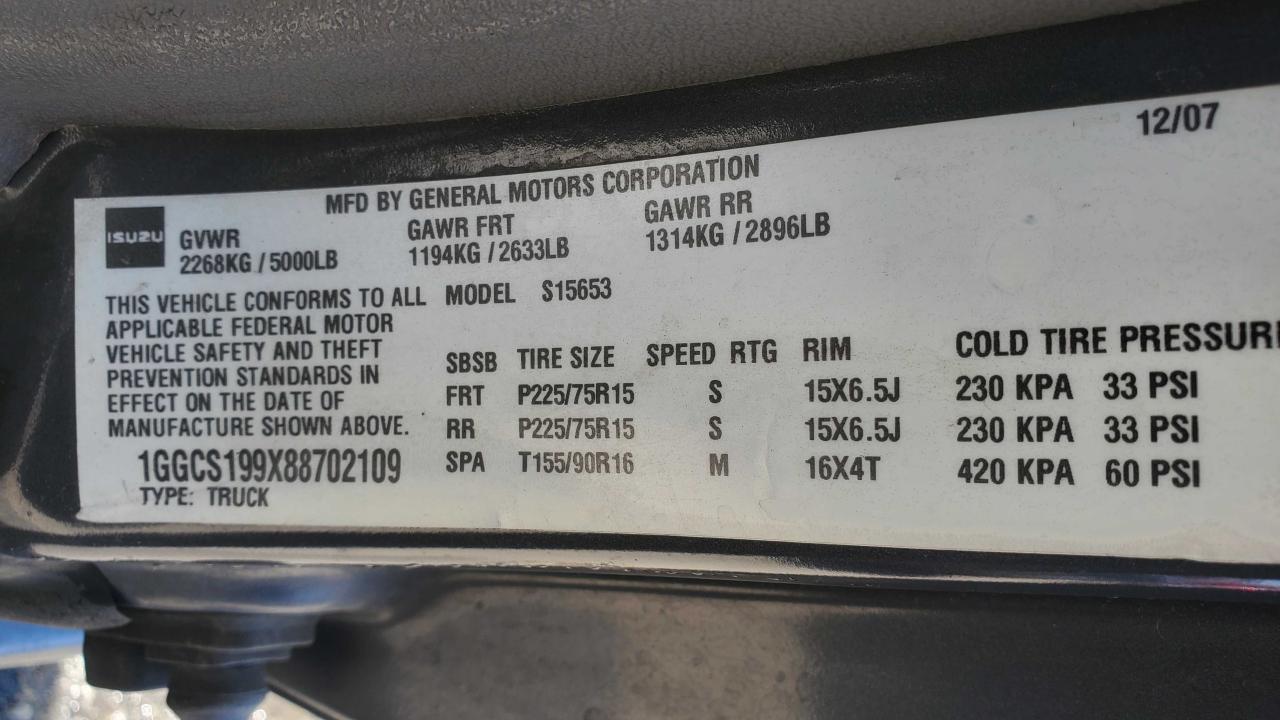 12/07
MFD BY GENERAL MOTORS CORPORATION
ISUZU
GVWR GAWR FRT GAWR RR
2268KG / 5000LB 1194KG / 2633LB 1314KG / 2896LB
THIS VEHICLE CONFORMS TO ALL
APPLICABLE FEDERAL MOTOR
VEHICLE SAFETY AND THEFT
PREVENTION STANDARDS IN
EFFECT ON THE DATE OF
MANUFACTURE SHOWN ABOVE.
1GGCS199X88702109
TYPE: TRUCK
MODEL S15653
SBSB TIRE SIZE SPEED RTG RIM COLD TIRE PRESSUR
FRT P225/75R15 S 15X6.5J 230 KPA 33 PSI
RR P225/75R15 S 15X6.5J 230 KPA 33 PSI
SPA T155/90R16 M 16X4T 420 KPA 60 PSI